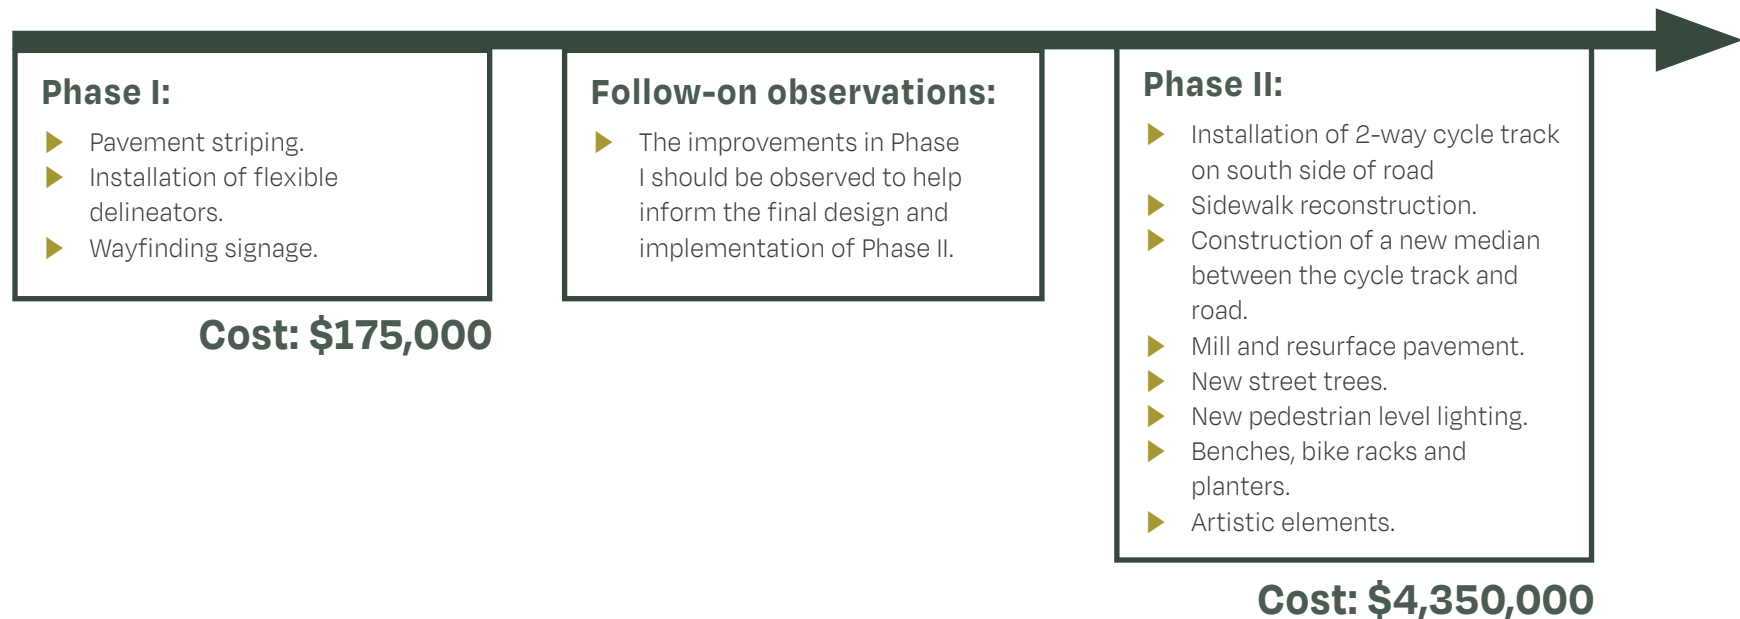 Phase I:
Pavement striping.
Installation of flexible
delineators.
Wayfinding signage.
Cost: $175,000
Follow-on observations:
The improvements in Phase
I should be observed to help
inform the final design and
implementation of Phase II.
Phase II:
Installation of 2-way cycle track
on south side of road
Sidewalk reconstruction.
Construction of a new median
between the cycle track and
road.
Mill and resurface pavement.
New street trees.
New pedestrian level lighting.
Benches, bike racks and
planters.
Artistic elements.
Cost: $4,350,000